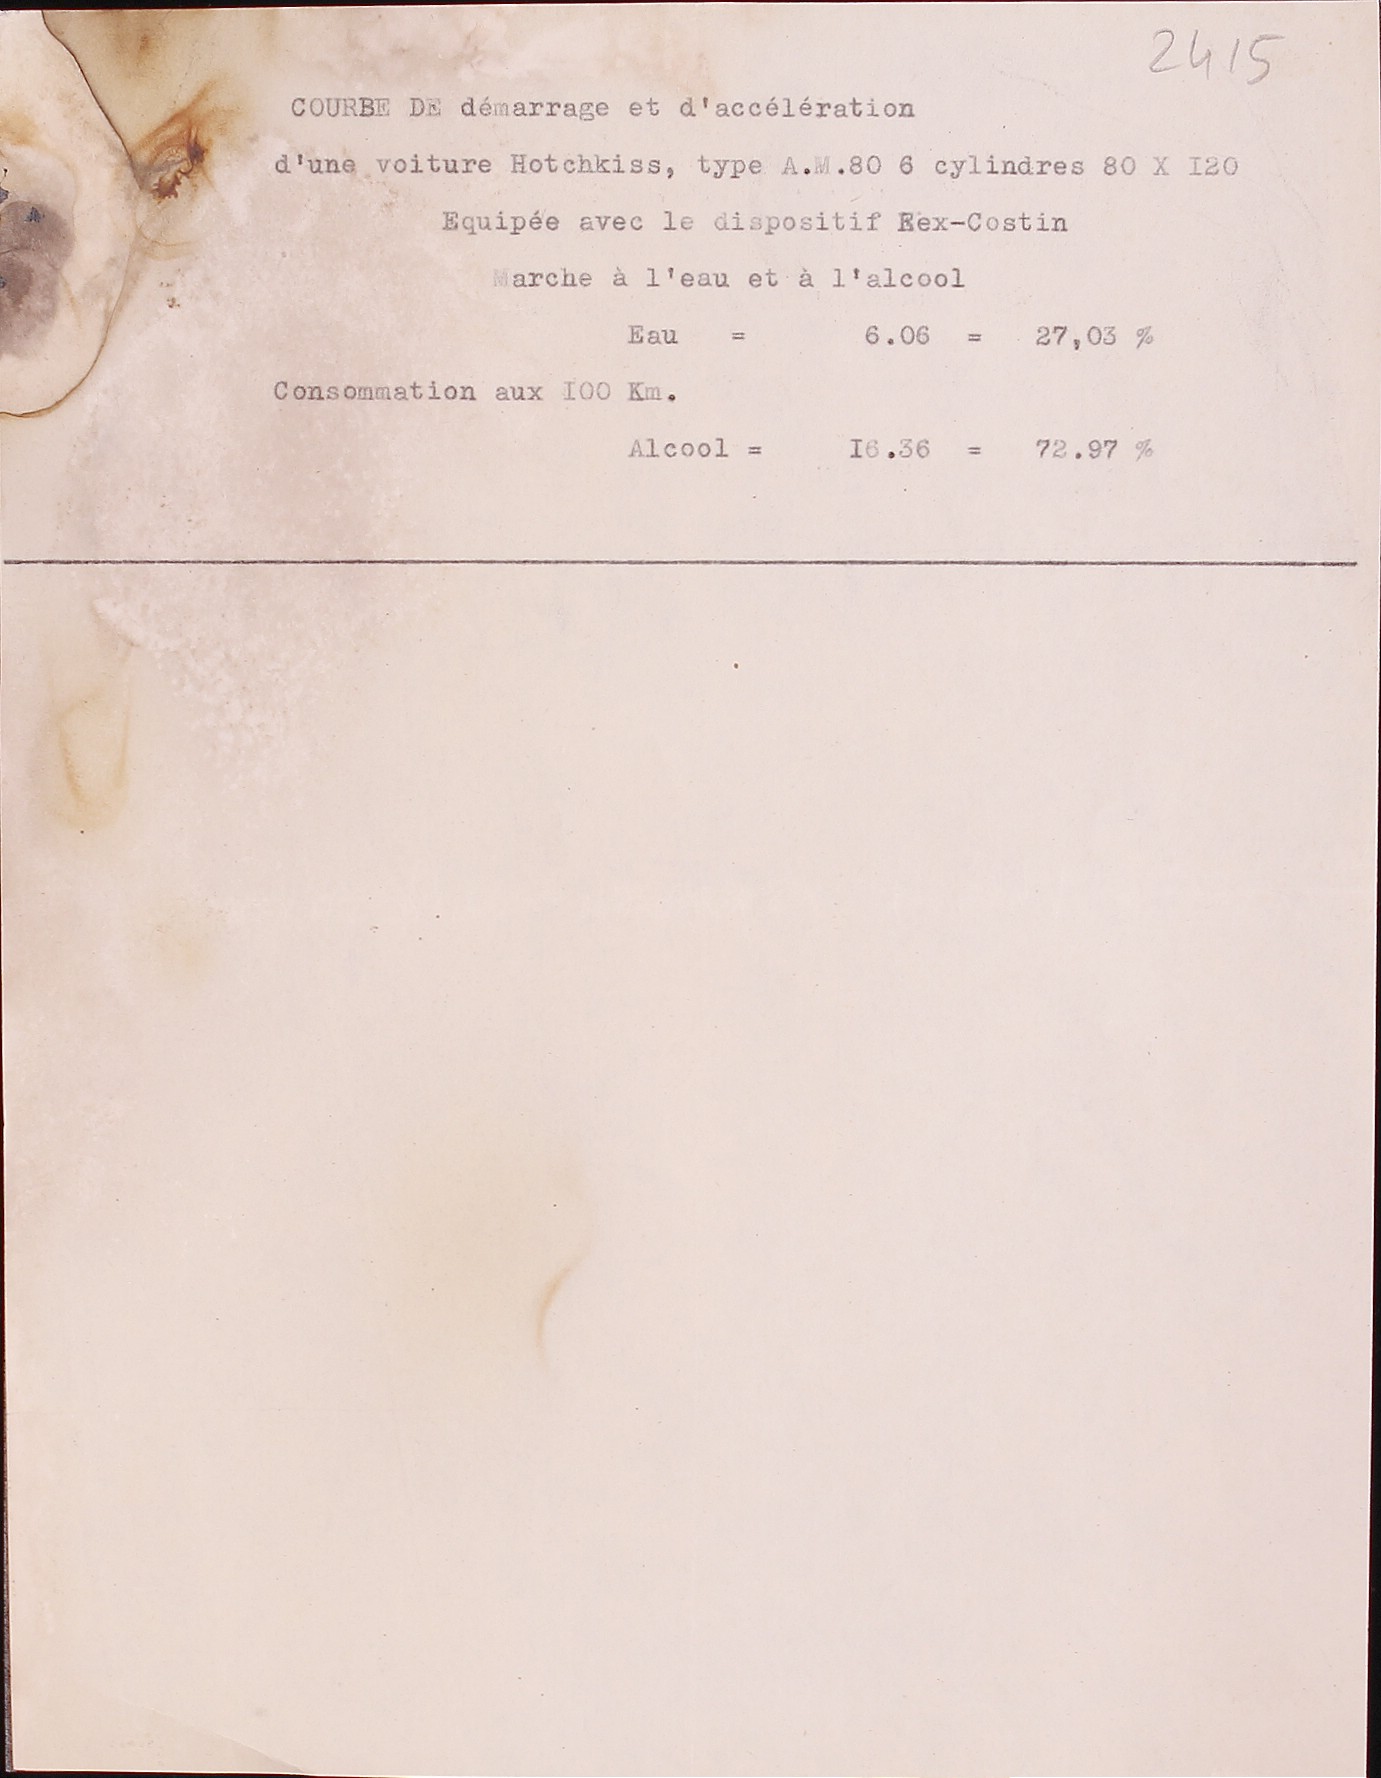 2415
COURBE DE démarrage et d'accélération
d'une voiture Hotchkiss, type A.M.80 6 cylindres 80 X I20
Equipée avec le dispositif Eex-Costin
Marche à l'eau et à l'alcool
Eau = 6.06 = 27,03 %
Consommation aux I00 Km.
Alcool = I6.36 = 72.97 %